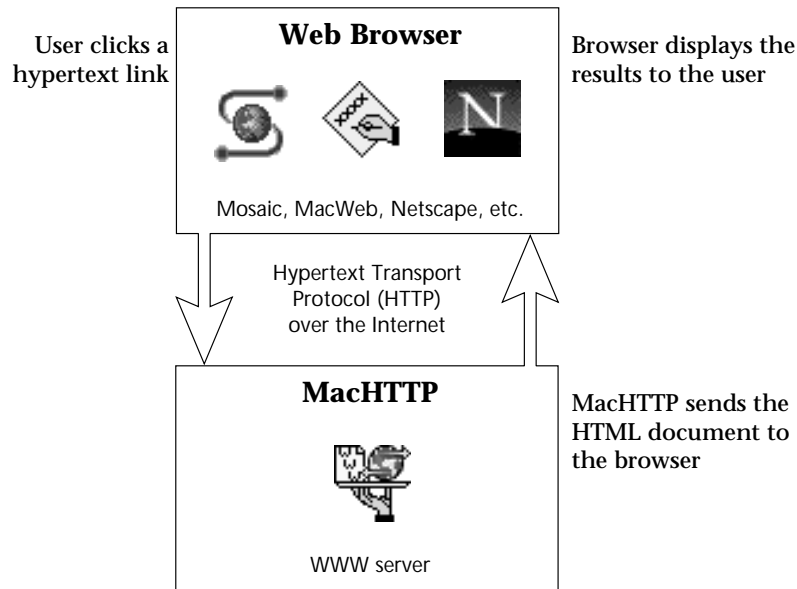 User clicks a
hypertext link
Web Browser
Browser displays the
results to the user
xxxx
N
Mosaic, MacWeb, Netscape, etc.
Hypertext Transport
Protocol (HTTP)
over the Internet
MacHTTP
W
W
W
MacHTTP sends the
HTML document to
the browser
WWW server